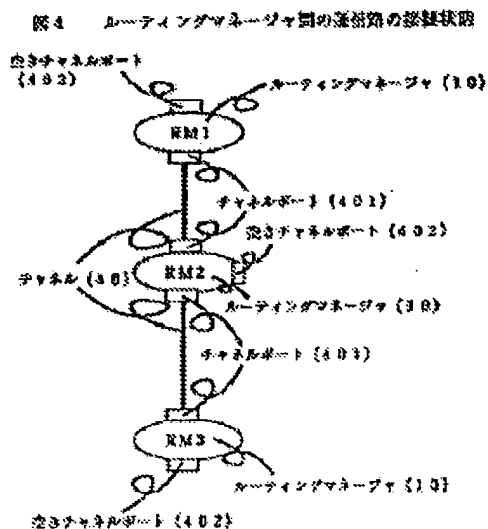 図4 ルーティングマネージャ間の通信路の接続状態
空きチャネルポート
(402)
ルーティングマネージャ (10)
RM1
チャネルポート (401)
空きチャネルポート (402)
チャネル (40)
RM2
ルーティングマネージャ (10)
チャネルポート (401)
RM3
ルーティングマネージャ (10)
空きチャネルポート (402)